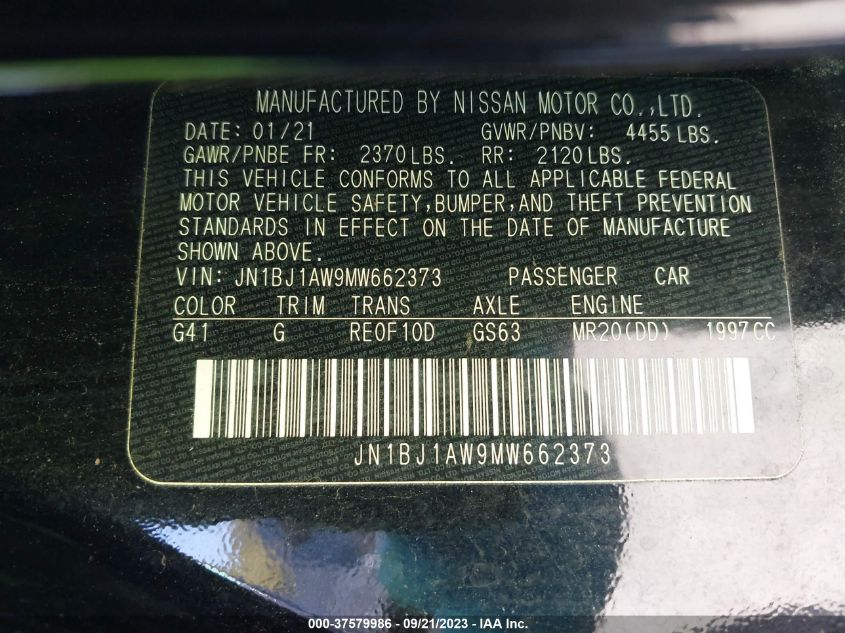 MANUFACTURED BY NISSAN MOTOR CO.,LTD.
DATE: 01/21 GVWR/PNBV: 4455 LBS.
GAWR/PNBE FR: 2370 LBS. RR: 2120 LBS.
THIS VEHICLE CONFORMS TO ALL APPLICABLE FEDERAL
MOTOR VEHICLE SAFETY,BUMPER,AND THEFT PREVENTION
STANDARDS IN EFFECT ON THE DATE OF MANUFACTURE
SHOWN ABOVE.
VIN: JN1BJ1AW9MW662373 PASSENGER CAR
COLOR TRIM TRANS AXLE ENGINE
G41 G RE0F10D GS63 MR20(DD) 1997CC
JN1BJ1AW9MW662373
000-37579986 - 09/21/2023 - © IAA Inc.